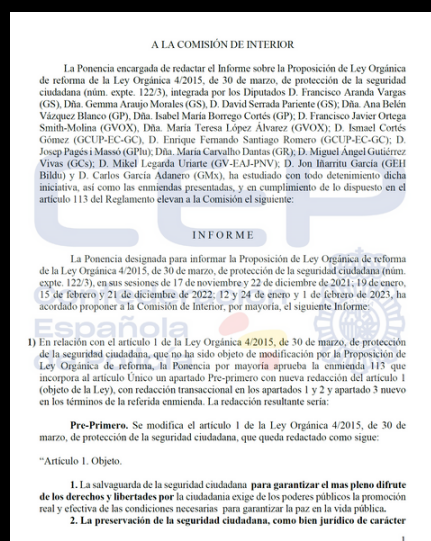 A LA COMISIÓN DE INTERIOR
La Ponencia encargada de redactar el Informe sobre la Proposición de Ley Orgánica
de reforma de la Ley Orgánica 4/2015, de 30 de marzo, de protección de la seguridad
ciudadana (núm. expte. 122/3), integrada por los Diputados D. Francisco Aranda Vargas
(GS), Dña. Gemma Araujo Morales (GS), D. David Serrada Pariente (GS); Dña. Ana Belén
Vázquez Blanco (GP), Dña. Isabel María Borrego Cortés (GP); D. Francisco Javier Ortega
Smith-Molina (GVOX), Dña. María Teresa López Álvarez (GVOX); D. Ismael Cortés
Gómez (GCUP-EC-GC), D. Enrique Fernando Santiago Romero (GCUP-EC-GC); D.
Josep Pagès i Massó (GPlu); Dña. María Carvalho Dantas (GR); D. Miguel Ángel Gutiérrez
Vivas (GCs); D. Mikel Legarda Uriarte (GV-EAJ-PNV); D. Jon Iñarritu García (GEH
Bildu) y D. Carlos García Adanero (GMx), ha estudiado con todo detenimiento dicha
iniciativa, así como las enmiendas presentadas, y en cumplimiento de lo dispuesto en el
artículo 113 del Reglamento elevan a la Comisión el siguiente:
INFORME
La Ponencia designada para informar la Proposición de Ley Orgánica de reforma
de la Ley Orgánica 4/2015, de 30 de marzo, de protección de la seguridad ciudadana (núm.
expte. 122/3), en sus sesiones de 17 de noviembre y 22 de diciembre de 2021; 19 de enero,
15 de febrero y 21 de diciembre de 2022; 12 y 24 de enero y 1 de febrero de 2023, ha
acordado proponer a la Comisión de Interior, por mayoría, el siguiente Informe:
Española
1) En relación con el artículo 1 de la Ley Orgánica 4/2015, de 30 de marzo, de protección
de la seguridad ciudadana, que no ha sido objeto de modificación por la Proposición de
Ley Orgánica de reforma, la Ponencia por mayoría aprueba la enmienda 113 que
incorpora al artículo Único un apartado Pre-primero con nueva redacción del artículo 1
(objeto de la Ley), con redacción transaccional en los apartados 1 y 2 y apartado 3 nuevo
en los términos de la referida enmienda. La redacción resultante sería:
Pre-Primero. Se modifica el artículo 1 de la Ley Orgánica 4/2015, de 30 de
marzo, de protección de la seguridad ciudadana, que queda redactado como sigue:
“Artículo 1. Objeto.
1. La salvaguarda de la seguridad ciudadana para garantizar el mas pleno difrute
de los derechos y libertades por la ciudadania exige de los poderes públicos la promoción
real y efectiva de las condiciones necesarias para garantizar la paz en la vida pública.
2. La preservación de la seguridad ciudadana, como bien jurídico de carácter
1